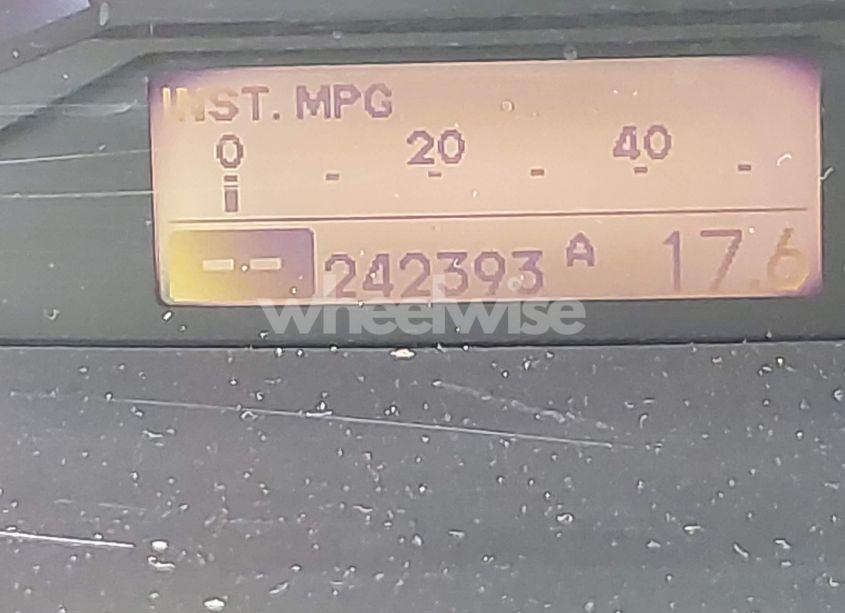 INST. MPG
0 20 40
--.-- 242393 A 17.6
wheelwise